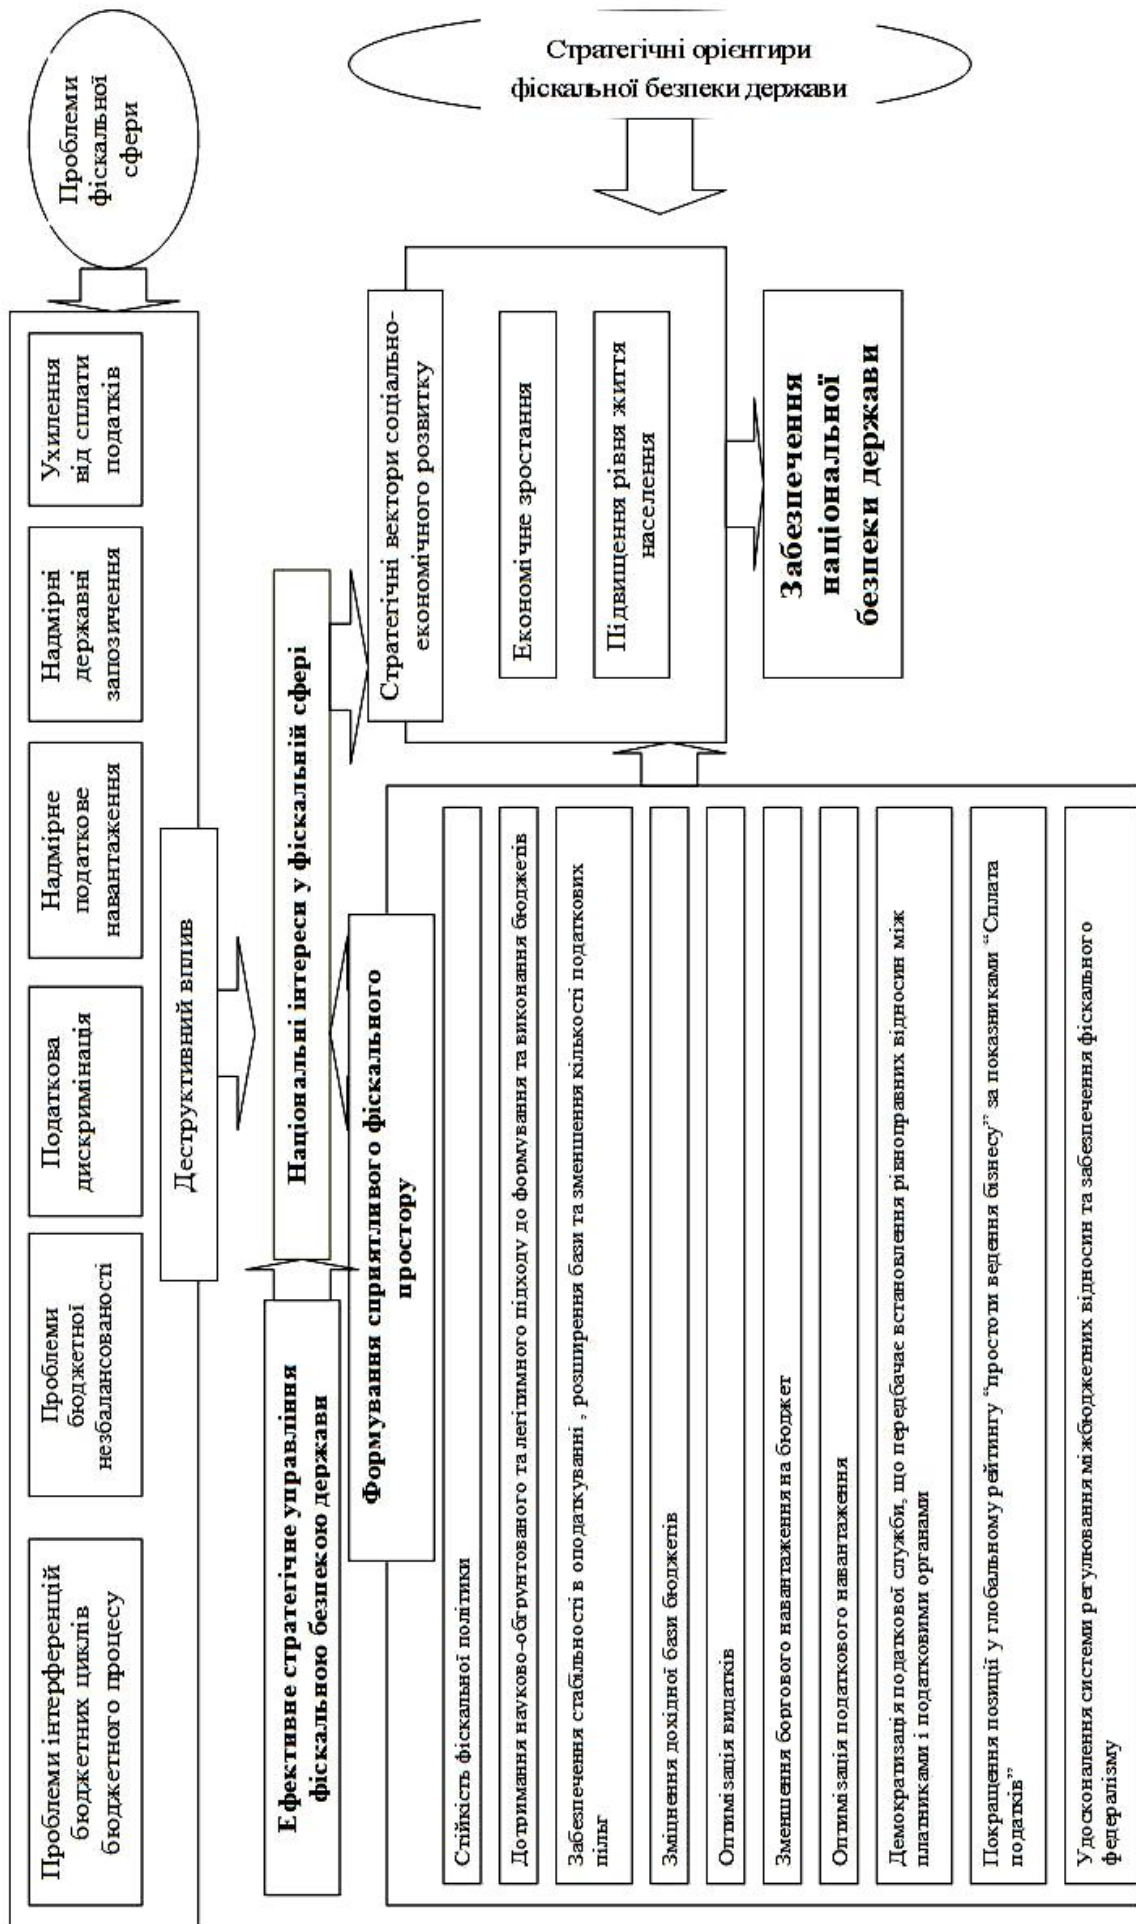 Стратегічні орієнтири
фіскальної безпеки держави
Проблеми
фіскальної
сфери
Проблеми інтерференцій
бюджетних циклів
бюджетного процесу
Проблеми
бюджетної
незбалансованості
Податкова
дискримінація
Надмірне
податкове
навантаження
Надмірні
державні
запозичення
Ухилення
від сплати
податків
Деструктивний вплив
Ефективне стратегічне управління
фіскальною безпекою держави
Національні інтереси у фіскальній сфері
Формування сприятливого фіскального
простору
Стійкість фіскальної політики
Дотримання науково-обгрунтованого та легітимного підходу до формування та виконання бюджетів
Забезпечення стабільності в оподаткуванні , розширення бази та зменшення кількості податкових
пільг
Зміцнення дохідної бази бюджетів
Оптимізація видатків
Зменшення боргового навантаження на бюджет
Оптимізація податкового навантаження
Демократизація податкової служби, що передбачає встановлення рівноправних відносин між
платниками і податковими органами
Покращення позиції у глобальному рейтингу “простоти ведення бізнесу” за показниками “Сплата
податків”
Удосконалення системи регулювання міжбюджетних відносин та забезпечення фіскального
федералізму
Стратегічні вектори соціально-
економічного розвитку
Економічне зростання
Підвищення рівня життя
населення
Забезпечення
національної
безпеки держави